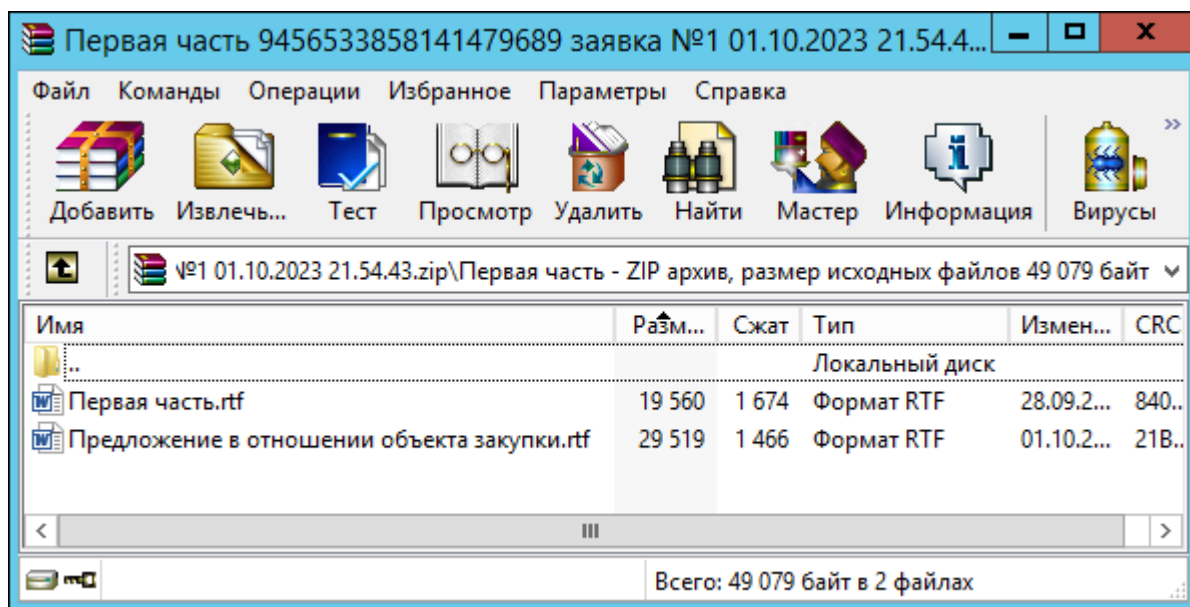 Первая часть 9456533858141479689 заявка №1 01.10.2023 21.54.4...
Файл Команды Операции Избранное Параметры Справка
Добавить Извлечь... Тест Просмотр Удалить Найти Мастер Информация Вирусы
№1 01.10.2023 21.54.43.zip\Первая часть - ZIP архив, размер исходных файлов 49 079 байт
Имя Разм... Сжат Тип Измен... CRC
.. Локальный диск
Первая часть.rtf 19 560 1 674 Формат RTF 28.09.2... 840..
Предложение в отношении объекта закупки.rtf 29 519 1 466 Формат RTF 01.10.2... 21B..
Всего: 49 079 байт в 2 файлах